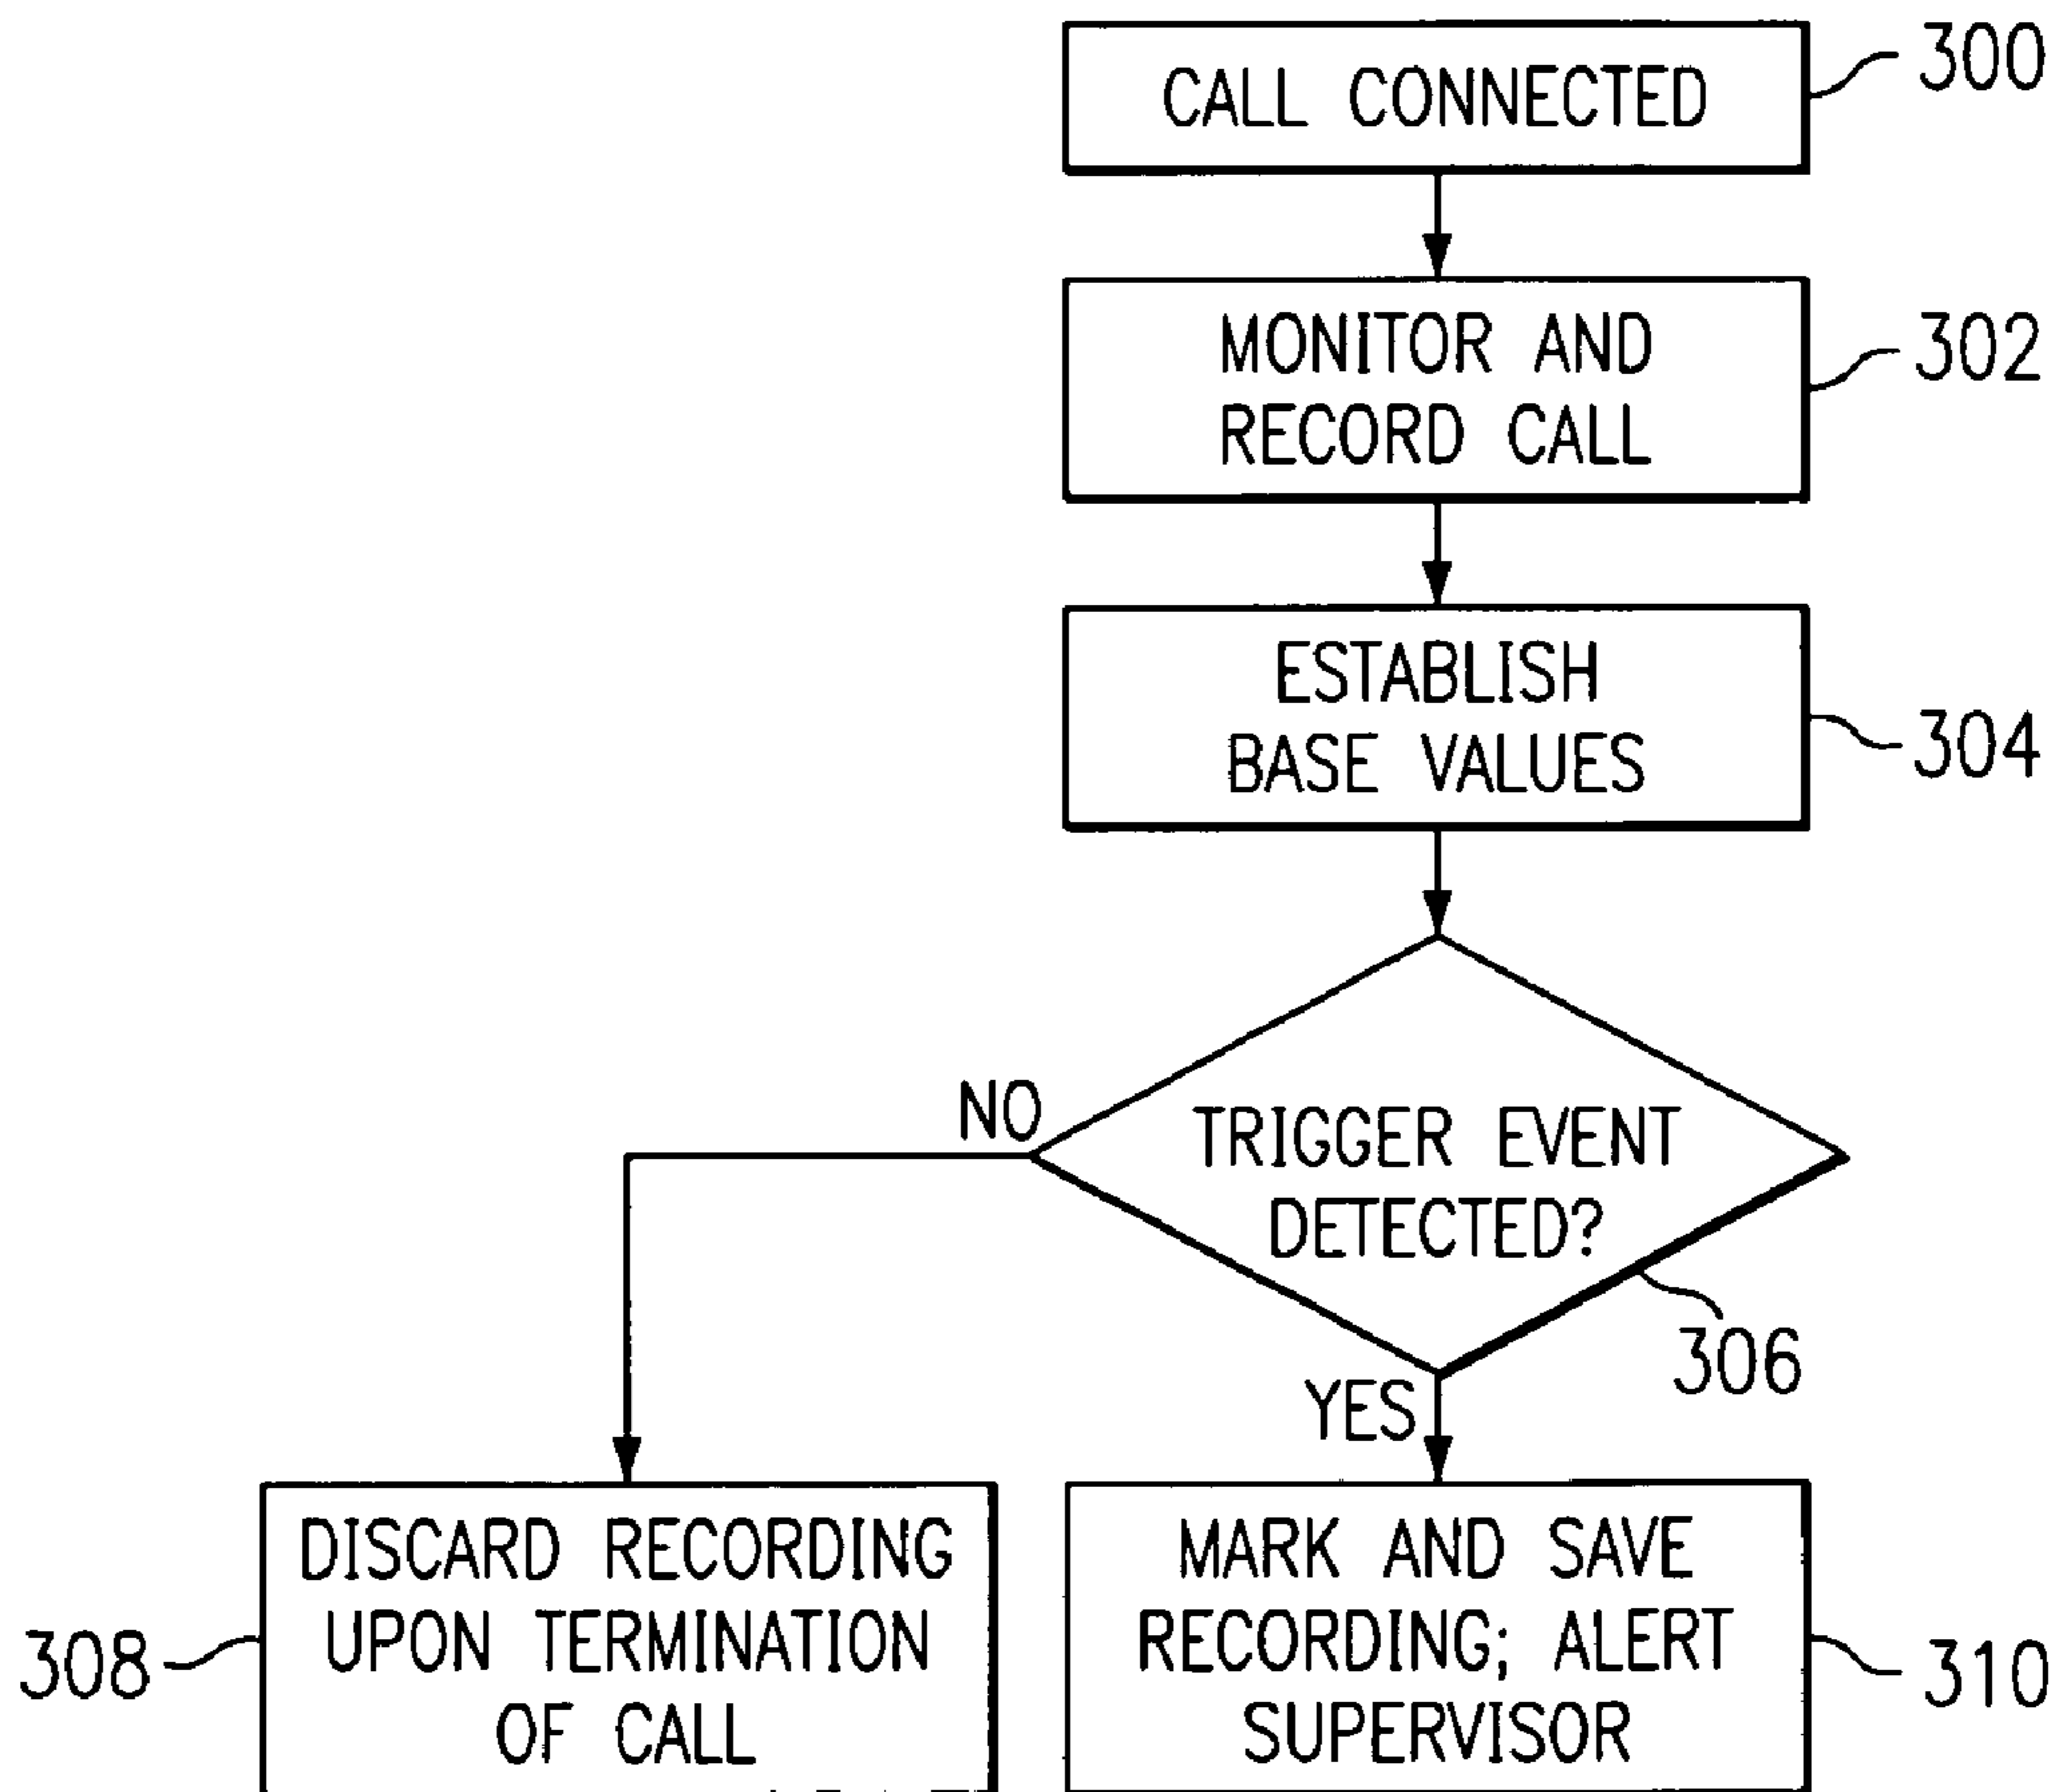 CALL CONNECTED
300
MONITOR AND
RECORD CALL
302
ESTABLISH
BASE VALUES
304
TRIGGER EVENT
DETECTED?
306
NO
YES
DISCARD RECORDING
UPON TERMINATION
OF CALL
308
MARK AND SAVE
RECORDING; ALERT
SUPERVISOR
310